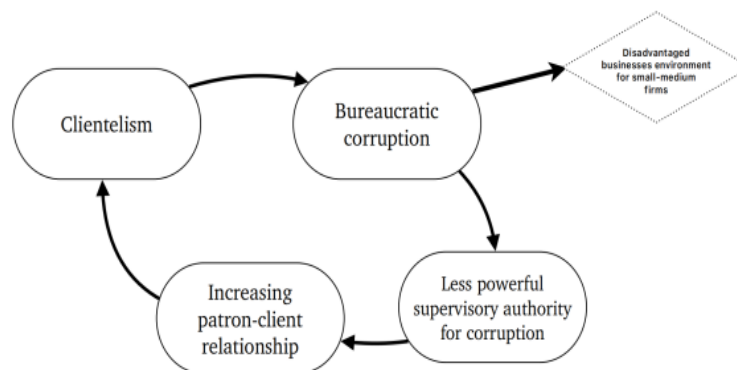 Clientelism
Bureaucratic
corruption
Disadvantaged
businesses environment
for small-medium
firms
Less powerful
supervisory authority
for corruption
Increasing
patron-client
relationship